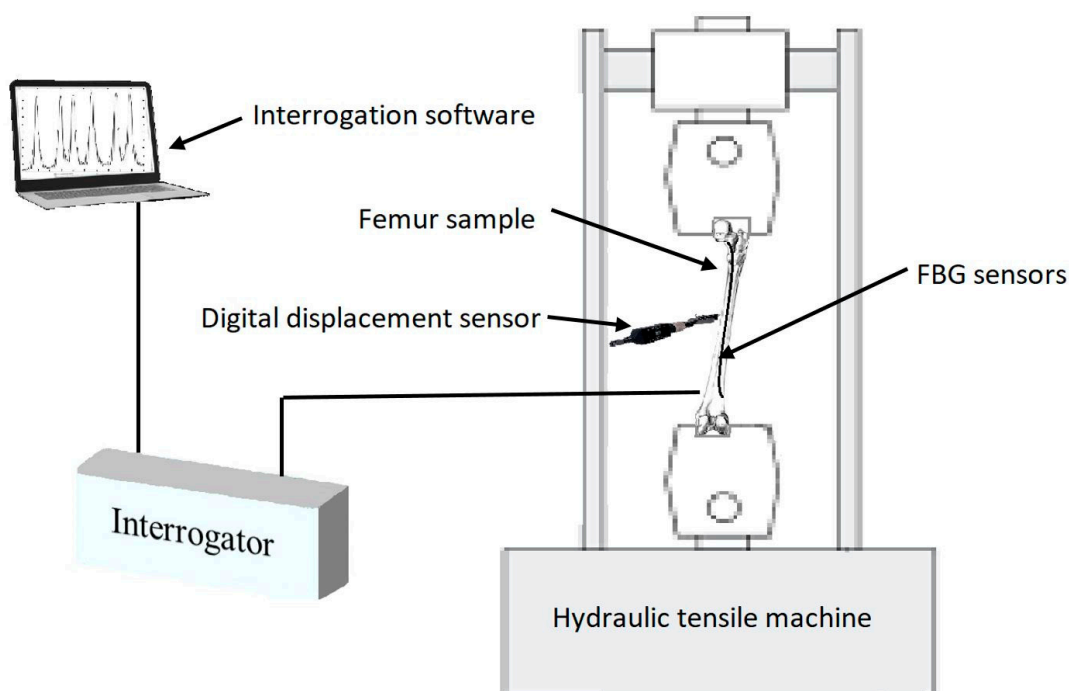 Interrogation software
Femur sample
FBG sensors
Digital displacement sensor
Interrogator
Hydraulic tensile machine